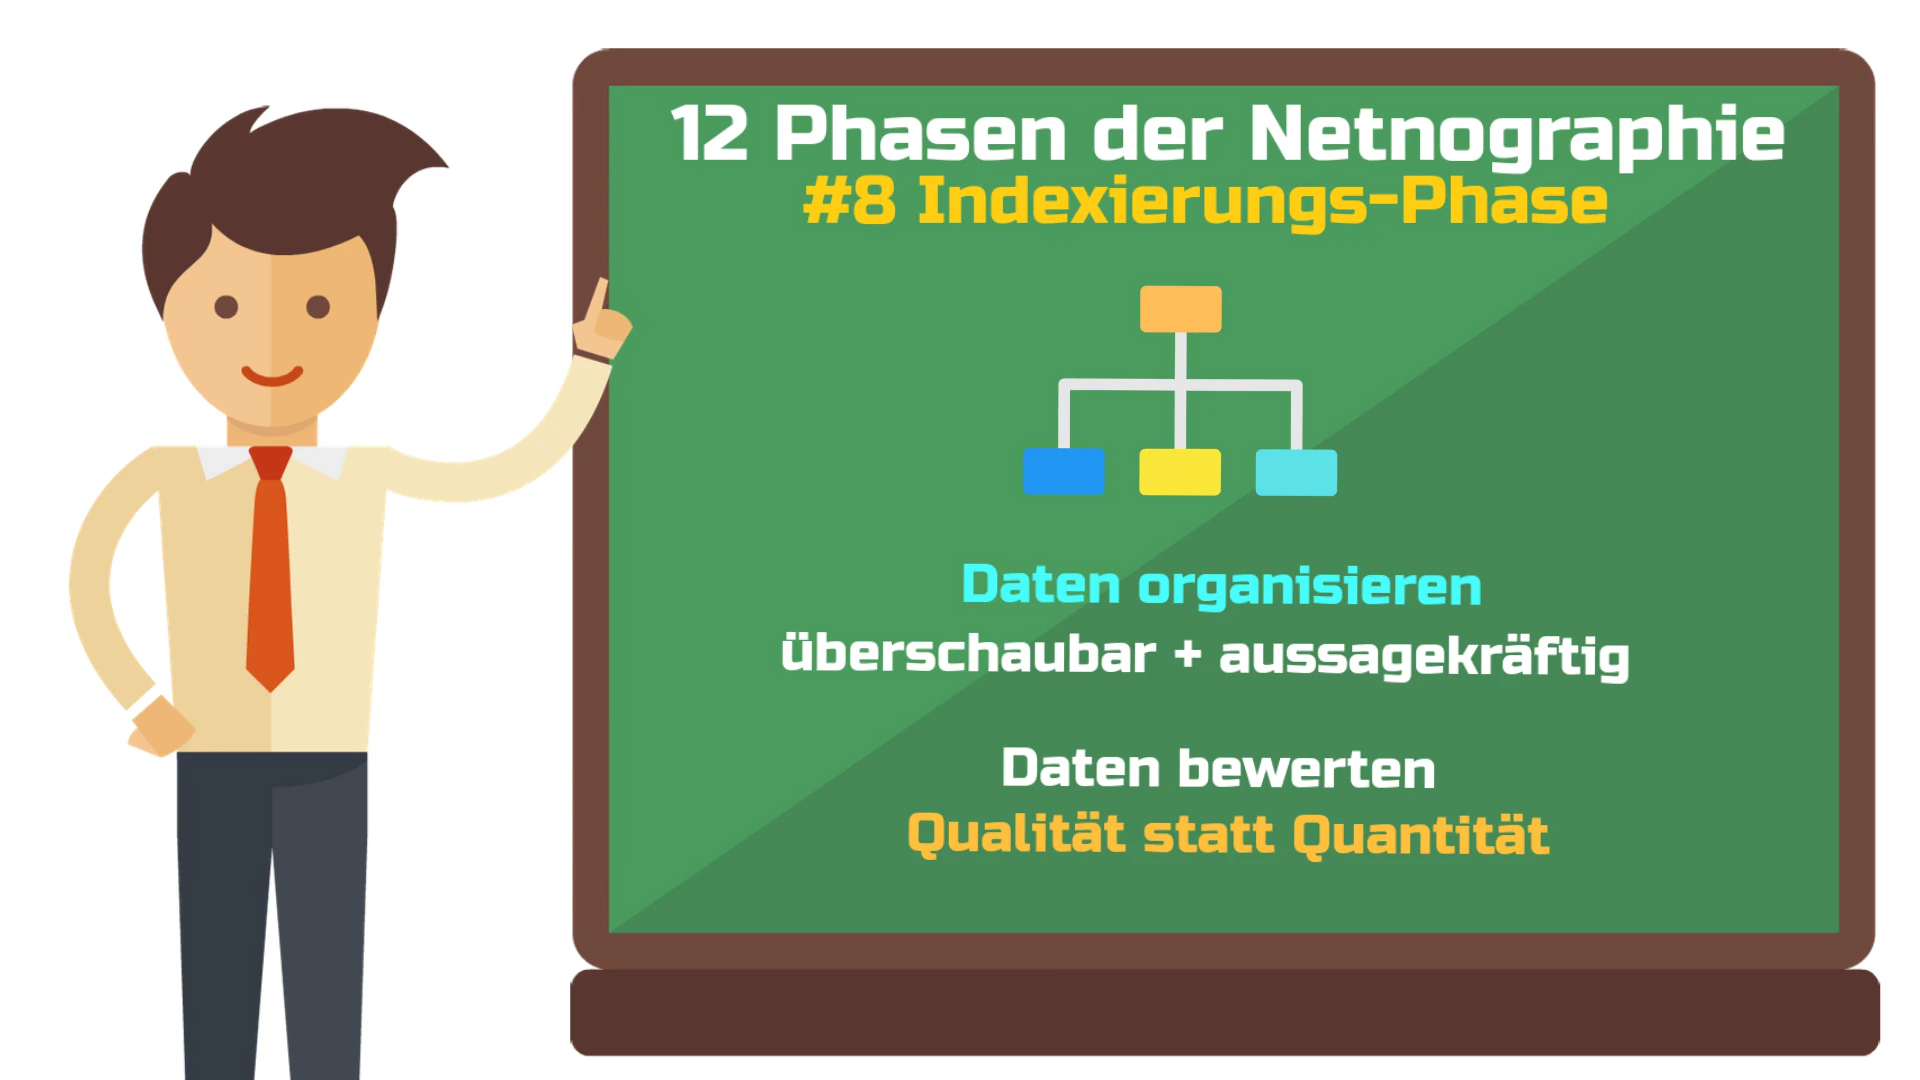 12 Phasen der Netnographie
#8 Indexierungs-Phase
Daten organisieren
überschaubar + aussagekräftig
Daten bewerten
Qualität statt Quantität